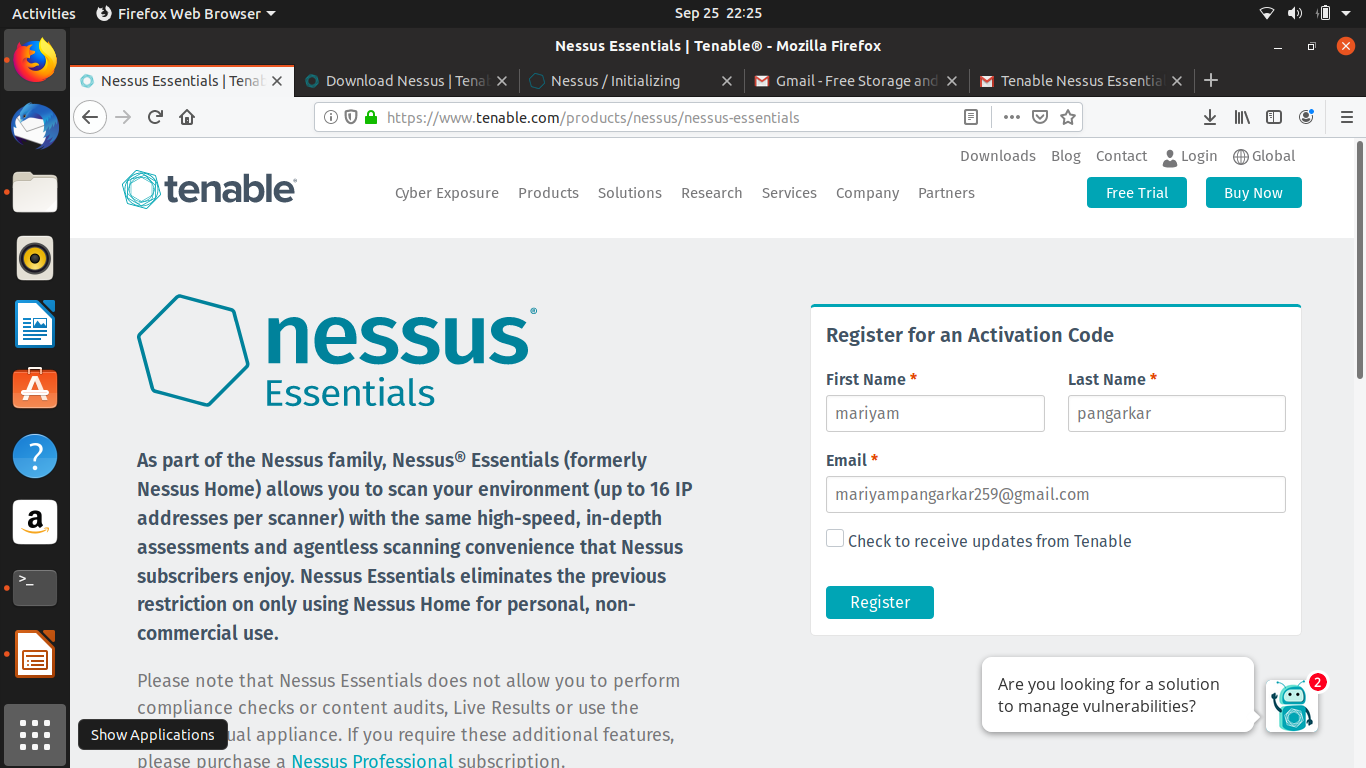 Activities Firefox Web Browser Sep 25 22:25
Nessus Essentials | Tenable® - Mozilla Firefox
Nessus Essentials | Tenab Download Nessus | Tenab Nessus / Initializing Gmail - Free Storage and Tenable Nessus Essentia
https://www.tenable.com/products/nessus/nessus-essentials
Downloads Blog Contact Login Global
tenable®
Cyber Exposure Products Solutions Research Services Company Partners Free Trial Buy Now
nessus®
Essentials
As part of the Nessus family, Nessus® Essentials (formerly
Nessus Home) allows you to scan your environment (up to 16 IP
addresses per scanner) with the same high-speed, in-depth
assessments and agentless scanning convenience that Nessus
subscribers enjoy. Nessus Essentials eliminates the previous
restriction on only using Nessus Home for personal, non-
commercial use.
Please note that Nessus Essentials does not allow you to perform
compliance checks or content audits, Live Results or use the
ual appliance. If you require these additional features,
please purchase a Nessus Professional subscription.
Show Applications
Register for an Activation Code
First Name * Last Name *
mariyam pangarkar
Email *
mariyampangarkar259@gmail.com
Check to receive updates from Tenable
Register
Are you looking for a solution
to manage vulnerabilities?
2